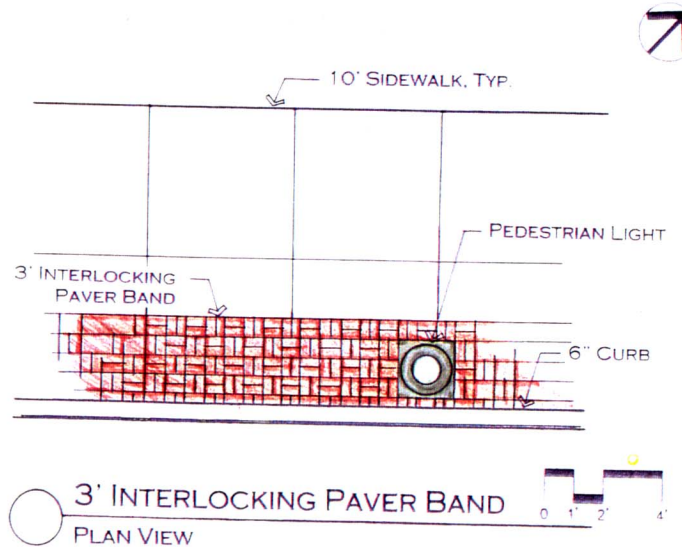 10' SIDEWALK, TYP.
PEDESTRIAN LIGHT
3' INTERLOCKING
PAVER BAND
6" CURB
3' INTERLOCKING PAVER BAND
0 1' 2' 4'
PLAN VIEW